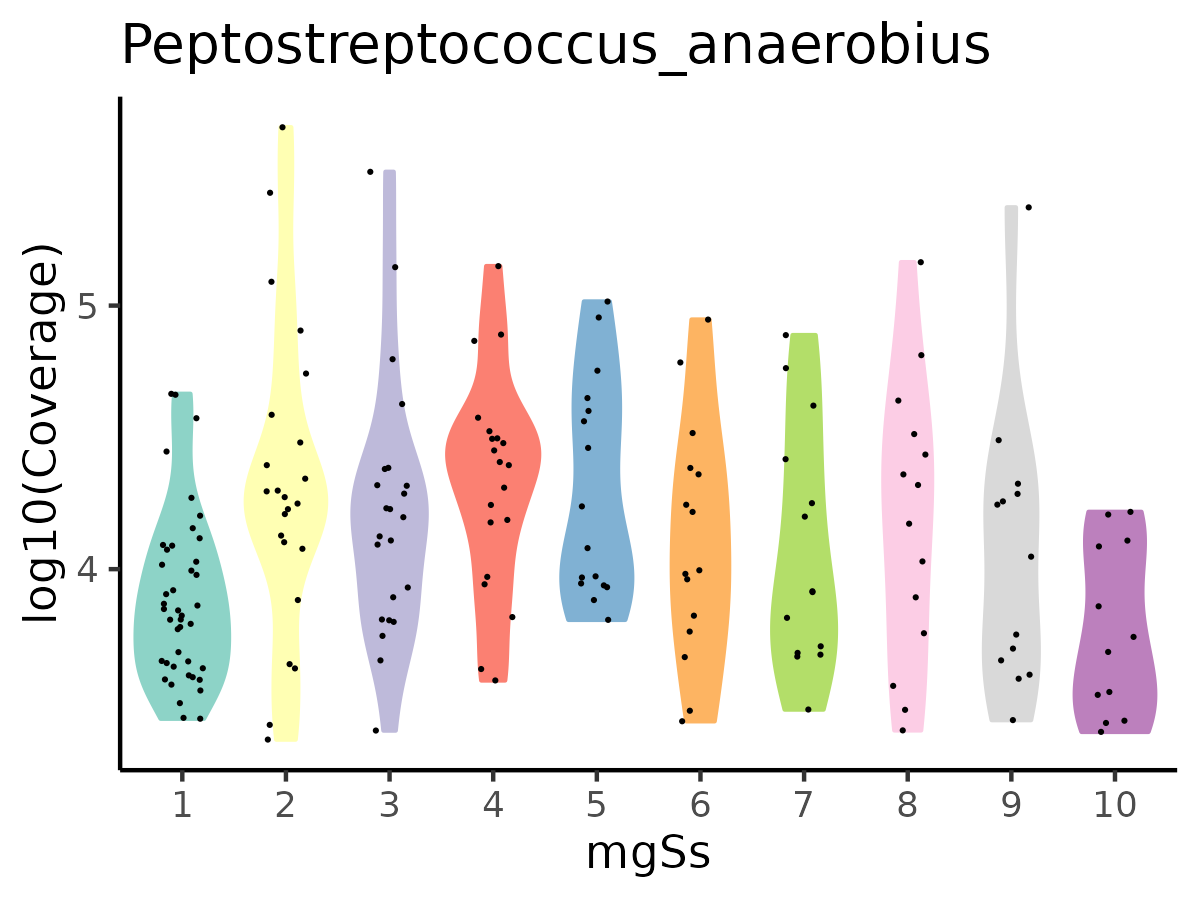 Peptostreptococcus_anaerobius
log10(Coverage)
5
4
1 2 3 4 5 6 7 8 9 10
mgSs